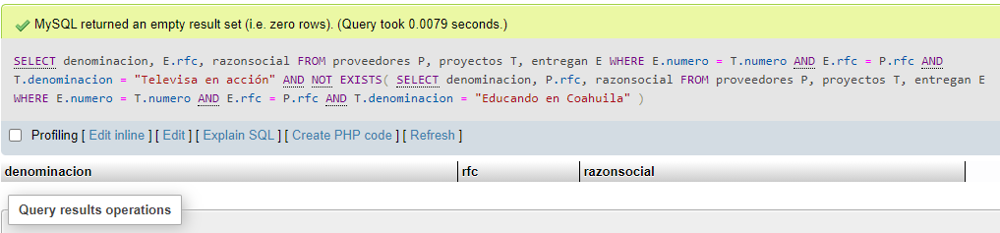 MySQL returned an empty result set (i.e. zero rows). (Query took 0.0079 seconds.)
SELECT denominacion, E.rfc, razonsocial FROM proveedores P, proyectos T, entregan E WHERE E.numero = T.numero AND E.rfc = P.rfc AND
T.denominacion = "Televisa en acción" AND NOT EXISTS( SELECT denominacion, P.rfc, razonsocial FROM proveedores P, proyectos T, entregan E
WHERE E.numero = T.numero AND E.rfc = P.rfc AND T.denominacion = "Educando en Coahuila" )
Profiling [ Edit inline ] [ Edit ] [ Explain SQL ] [ Create PHP code ] [ Refresh ]
denominacion rfc razonsocial
Query results operations